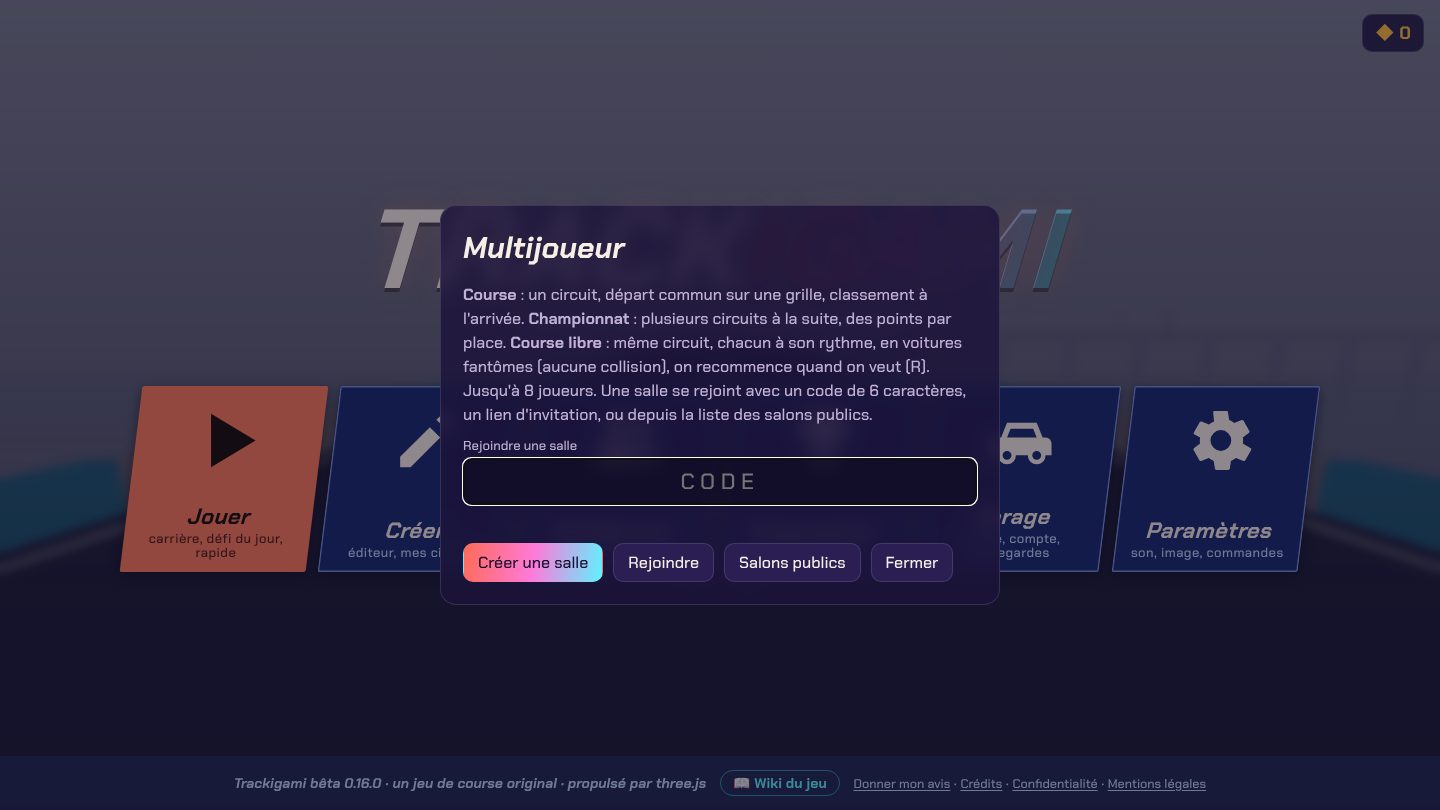 0
Multijoueur
Course : un circuit, départ commun sur une grille, classement à
l'arrivée. Championnat : plusieurs circuits à la suite, des points par
place. Course libre : même circuit, chacun à son rythme, en voitures
fantômes (aucune collision), on recommence quand on veut (R).
Jusqu'à 8 joueurs. Une salle se rejoint avec un code de 6 caractères,
un lien d'invitation, ou depuis la liste des salons publics.
Rejoindre une salle
CODE
Créer une salle
Rejoindre
Salons publics
Fermer
Jouer
carrière, défi du jour,
rapide
Paramètres
son, image, commandes
Trackigami bêta 0.16.0 · un jeu de course original · propulsé par three.js
Wiki du jeu
Donner mon avis · Crédits · Confidentialité · Mentions légales